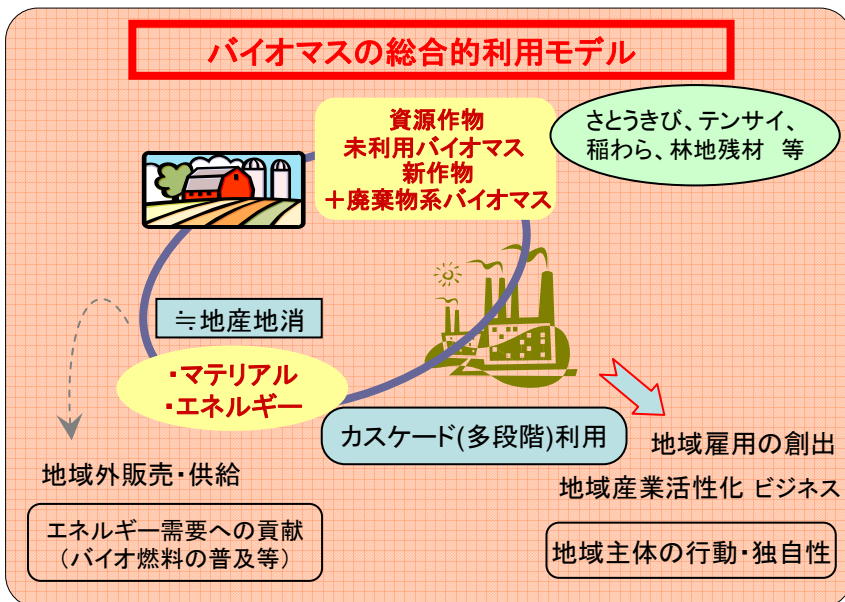 バイオマスの総合的利用モデル
資源作物
未利用バイオマス
新作物
＋廃棄物系バイオマス
さとうきび、テンサイ、
稲わら、林地残材　等
≒地産地消
・マテリアル
・エネルギー
カスケード(多段階)利用
地域外販売・供給
エネルギー需要への貢献
（バイオ燃料の普及等）
地域雇用の創出
地域産業活性化 ビジネス
地域主体の行動・独自性